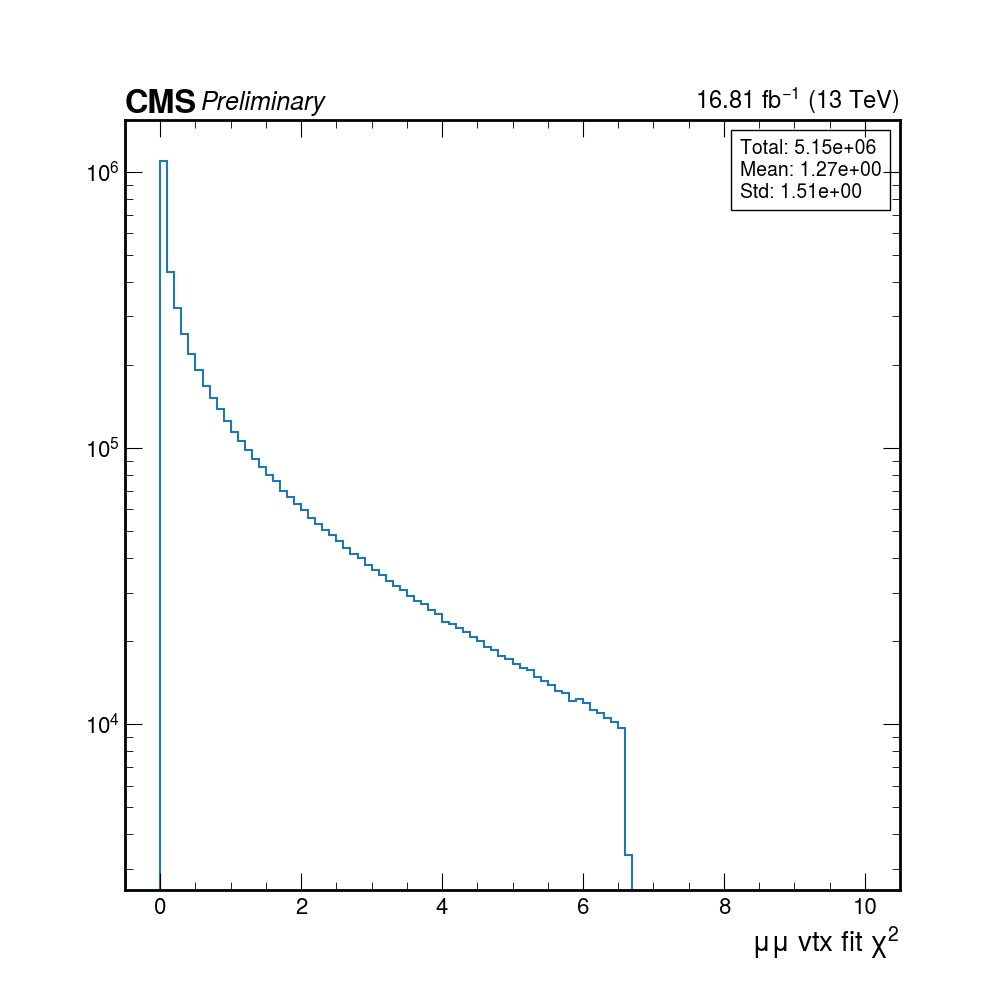 CMS Preliminary
16.81 fb⁻¹ (13 TeV)
Total: 5.15e+06
Mean: 1.27e+00
Std: 1.51e+00
10⁶
10⁵
10⁴
0 2 4 6 8 10
μμ vtx fit χ²